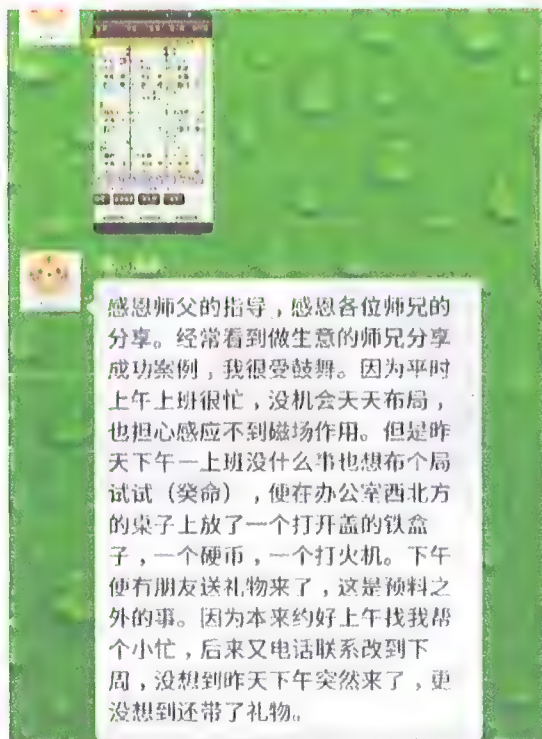 感恩师父的指导，感恩各位师兄的
分享。经常看到做生意的师兄分享
成功案例，我很受鼓舞。因为平时
上午上班很忙，没机会天天布局，
也担心感应不到磁场作用。但是昨
天下午一上班没什么事也想布个局
试试（癸命），便在办公室西北方
的桌子上放了一个打开盖的铁盒
子，一个硬币，一个打火机。下午
便有朋友送礼物来了，这是预料之
外的事。因为本来约好上午找我帮
个小忙，后来又电话联系改到下
周，没想到昨天下午突然来了，更
没想到还带了礼物。